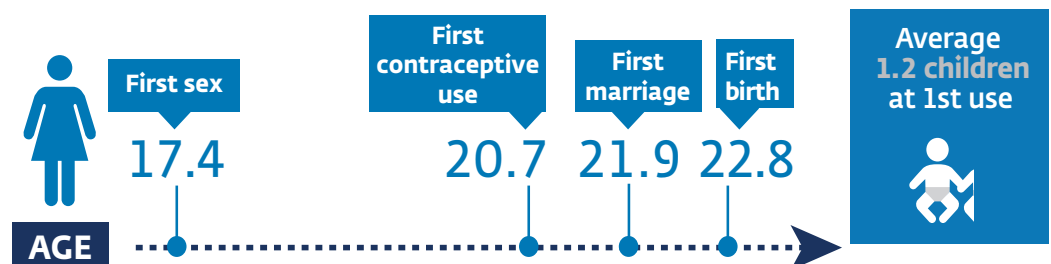 First sex
First
contraceptive
use
First
marriage
First
birth
17.4
20.7
21.9
22.8
AGE
Average
1.2 children
at 1st use